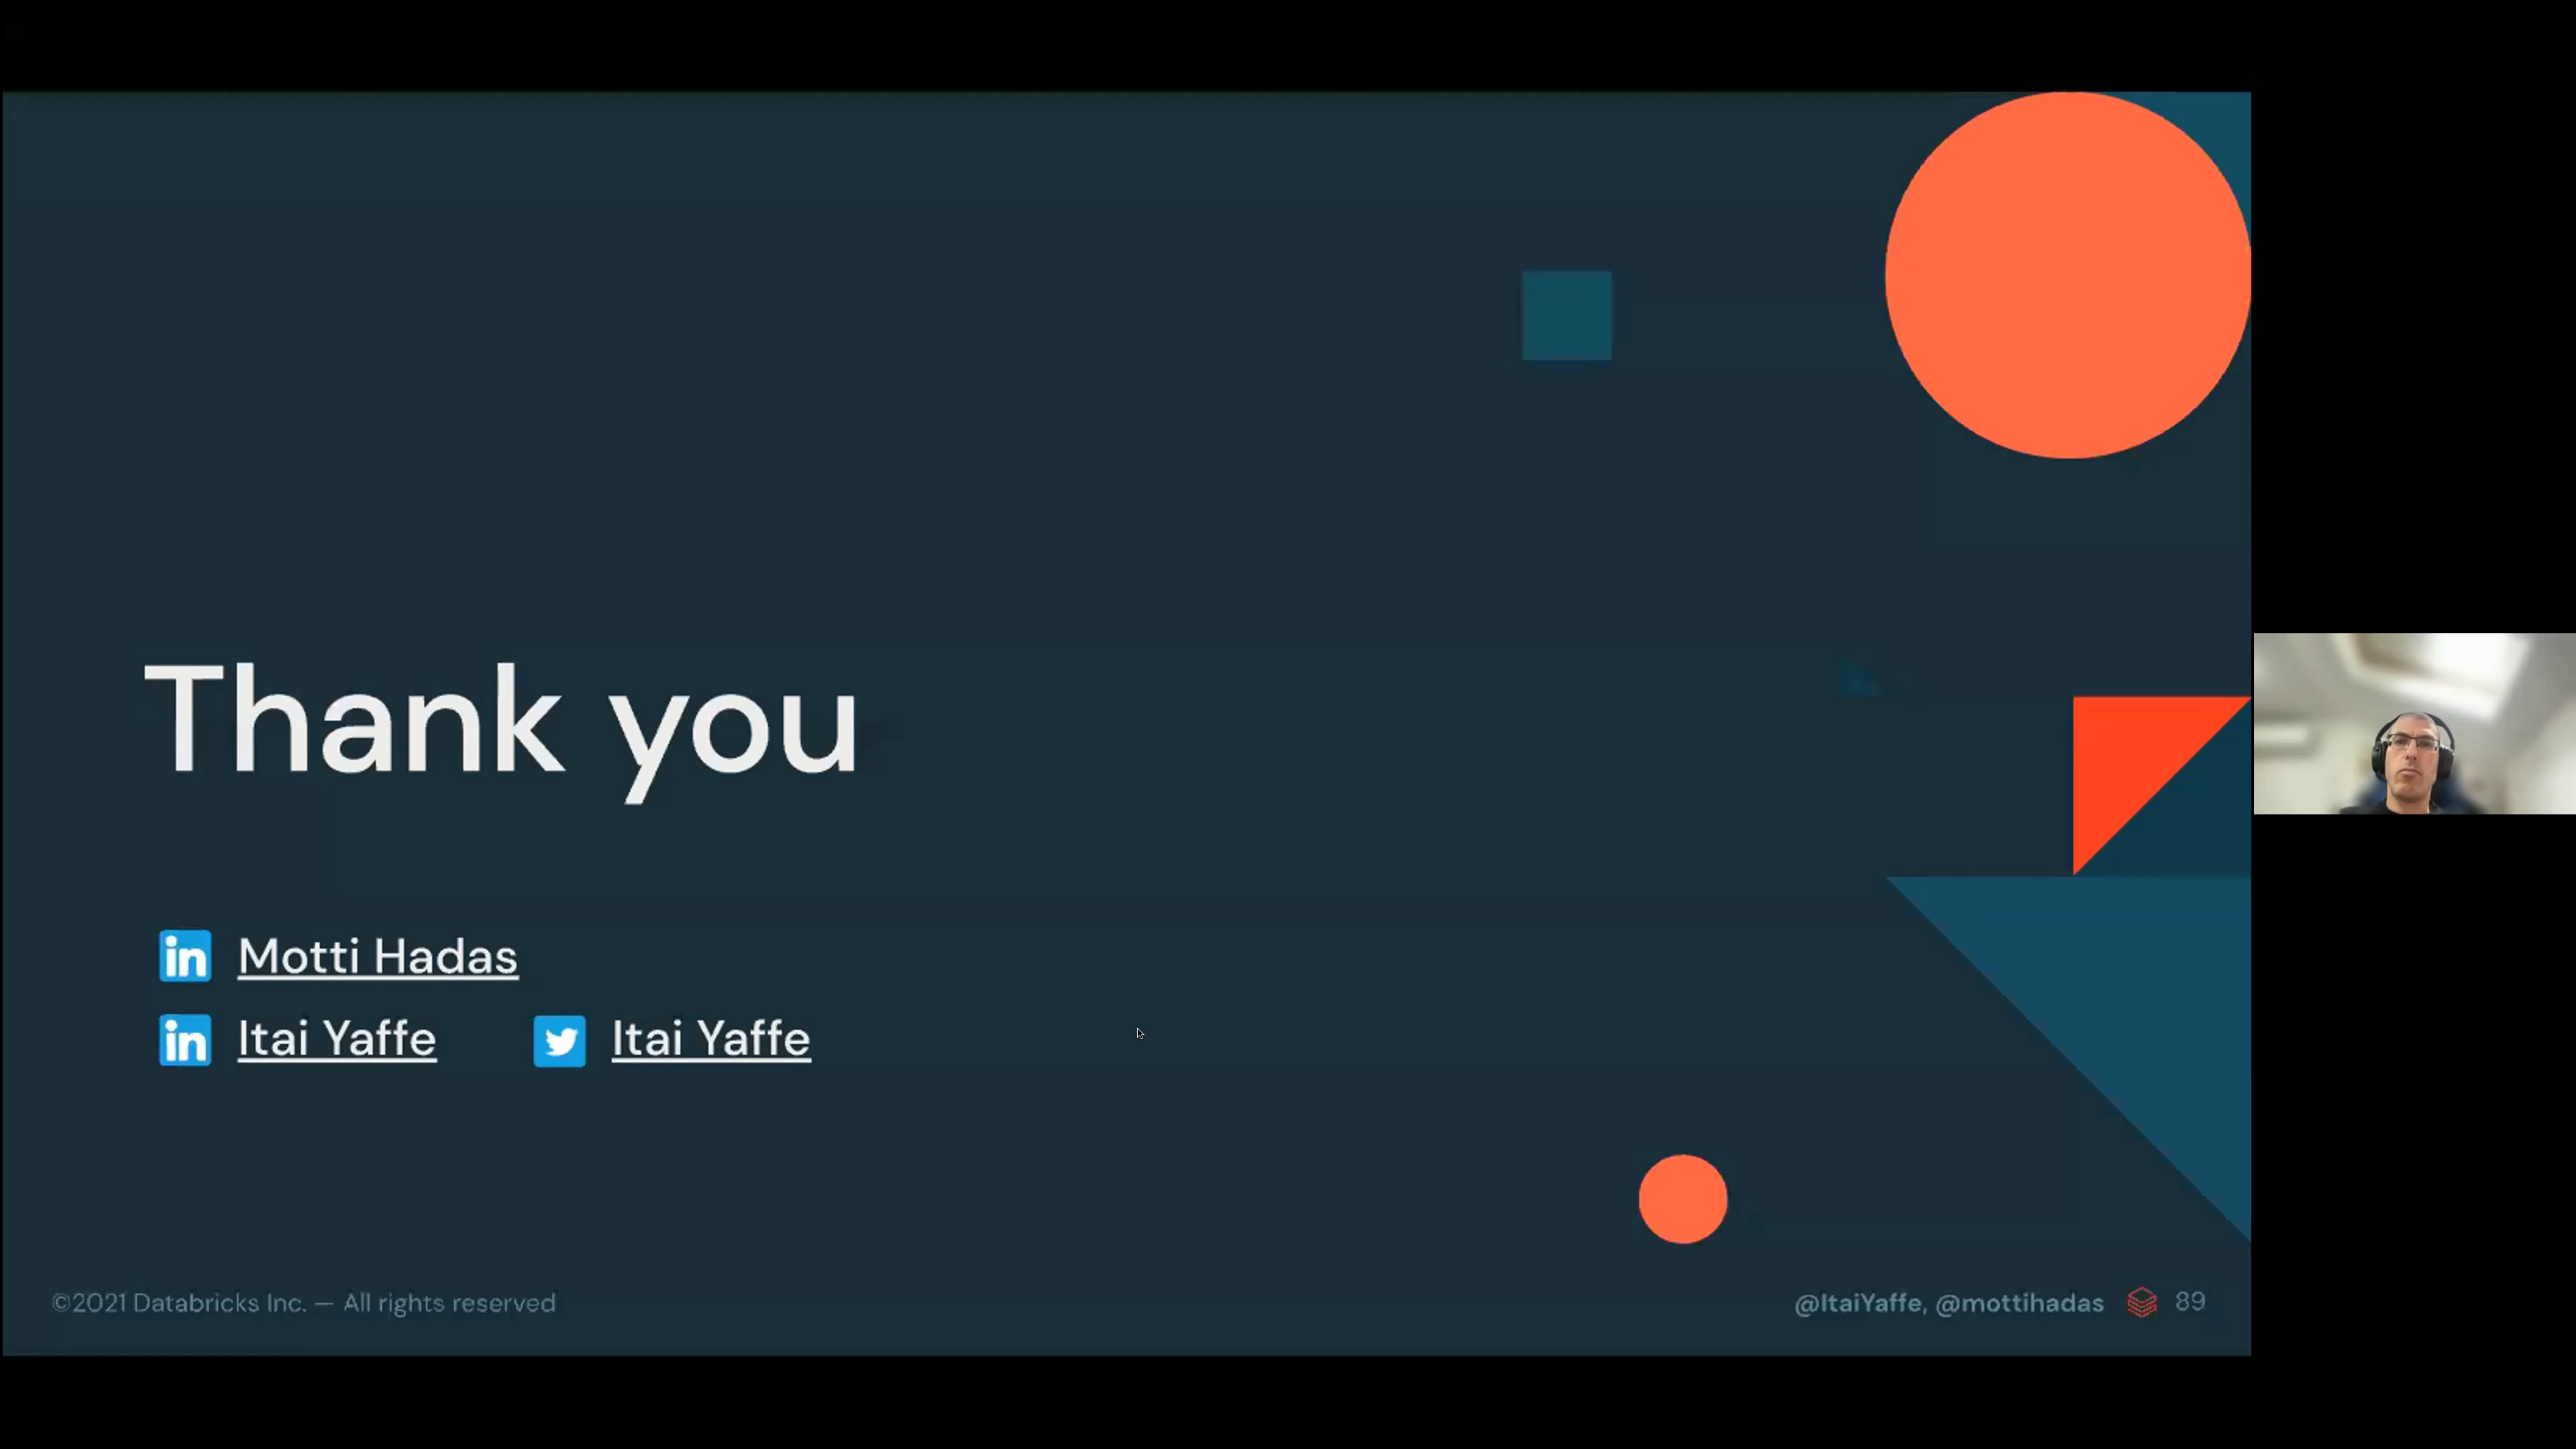 Thank you
Motti Hadas
Itai Yaffe
Itai Yaffe
©2021 Databricks Inc. — All rights reserved
@ItaiYaffe, @mottihadas
89